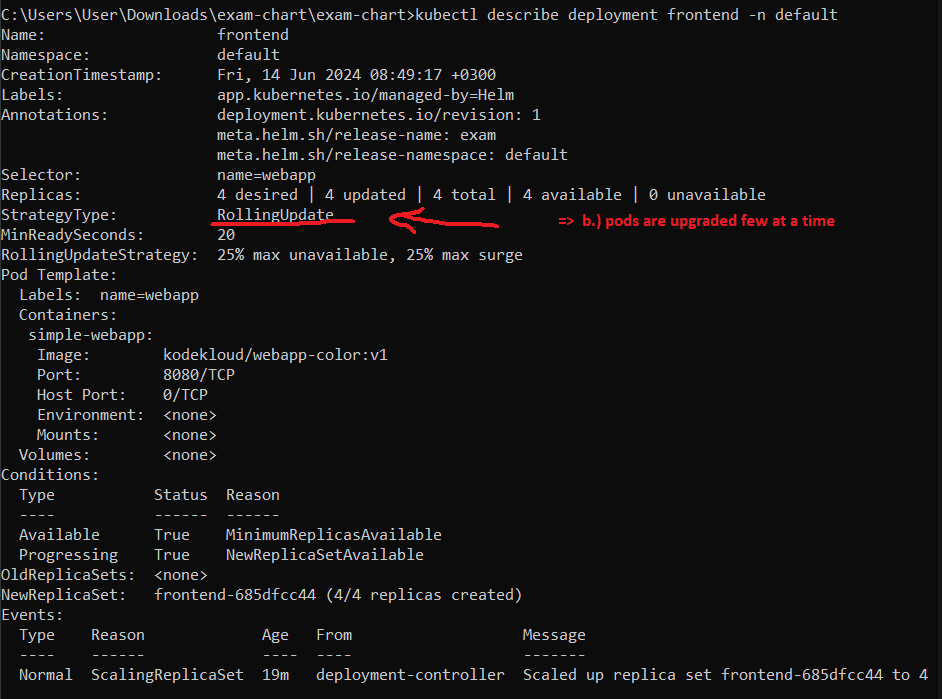 C:\Users\User\Downloads\exam-chart\exam-chart>kubectl describe deployment frontend -n default
Name:                   frontend
Namespace:              default
CreationTimestamp:      Fri, 14 Jun 2024 08:49:17 +0300
Labels:                 app.kubernetes.io/managed-by=Helm
Annotations:            deployment.kubernetes.io/revision: 1
                        meta.helm.sh/release-name: exam
                        meta.helm.sh/release-namespace: default
Selector:               name=webapp
Replicas:               4 desired | 4 updated | 4 total | 4 available | 0 unavailable
StrategyType:           RollingUpdate => b.) pods are upgraded few at a time
MinReadySeconds:        20
RollingUpdateStrategy:  25% max unavailable, 25% max surge
Pod Template:
  Labels:  name=webapp
  Containers:
   simple-webapp:
    Image:        kodekloud/webapp-color:v1
    Port:         8080/TCP
    Host Port:    0/TCP
    Environment:  <none>
    Mounts:       <none>
  Volumes:        <none>
Conditions:
  Type           Status  Reason
  ----           ------  ------
  Available      True    MinimumReplicasAvailable
  Progressing    True    NewReplicaSetAvailable
OldReplicaSets:  <none>
NewReplicaSet:   frontend-685dfcc44 (4/4 replicas created)
Events:
  Type    Reason             Age   From                   Message
  ----    ------             ----  ----                   -------
  Normal  ScalingReplicaSet  19m   deployment-controller  Scaled up replica set frontend-685dfcc44 to 4